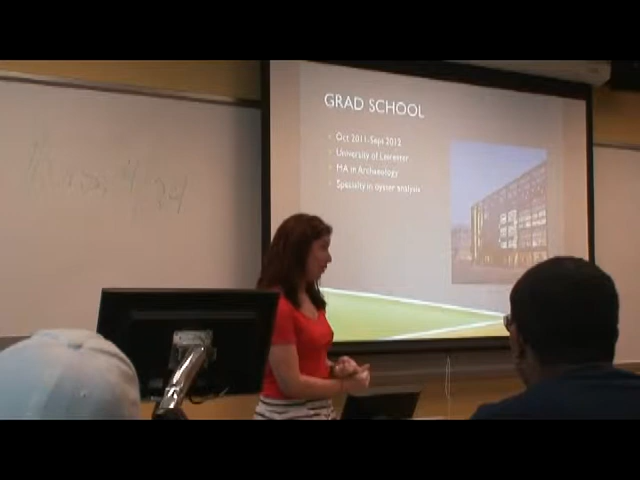 GRAD SCHOOL
Oct 2011-Sept 2012
University of Leicester
MA in Archaeology
Specialty in oyster analysis